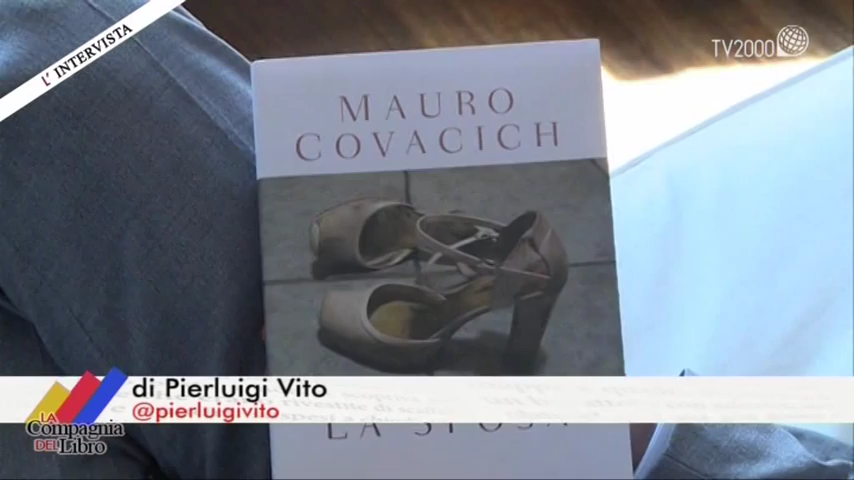 L'INTERVISTA
TV2000
MAURO
COVACICH
di Pierluigi Vito
@pierluigivito
LA
Compagnia
DEL Libro
LA SPOSA